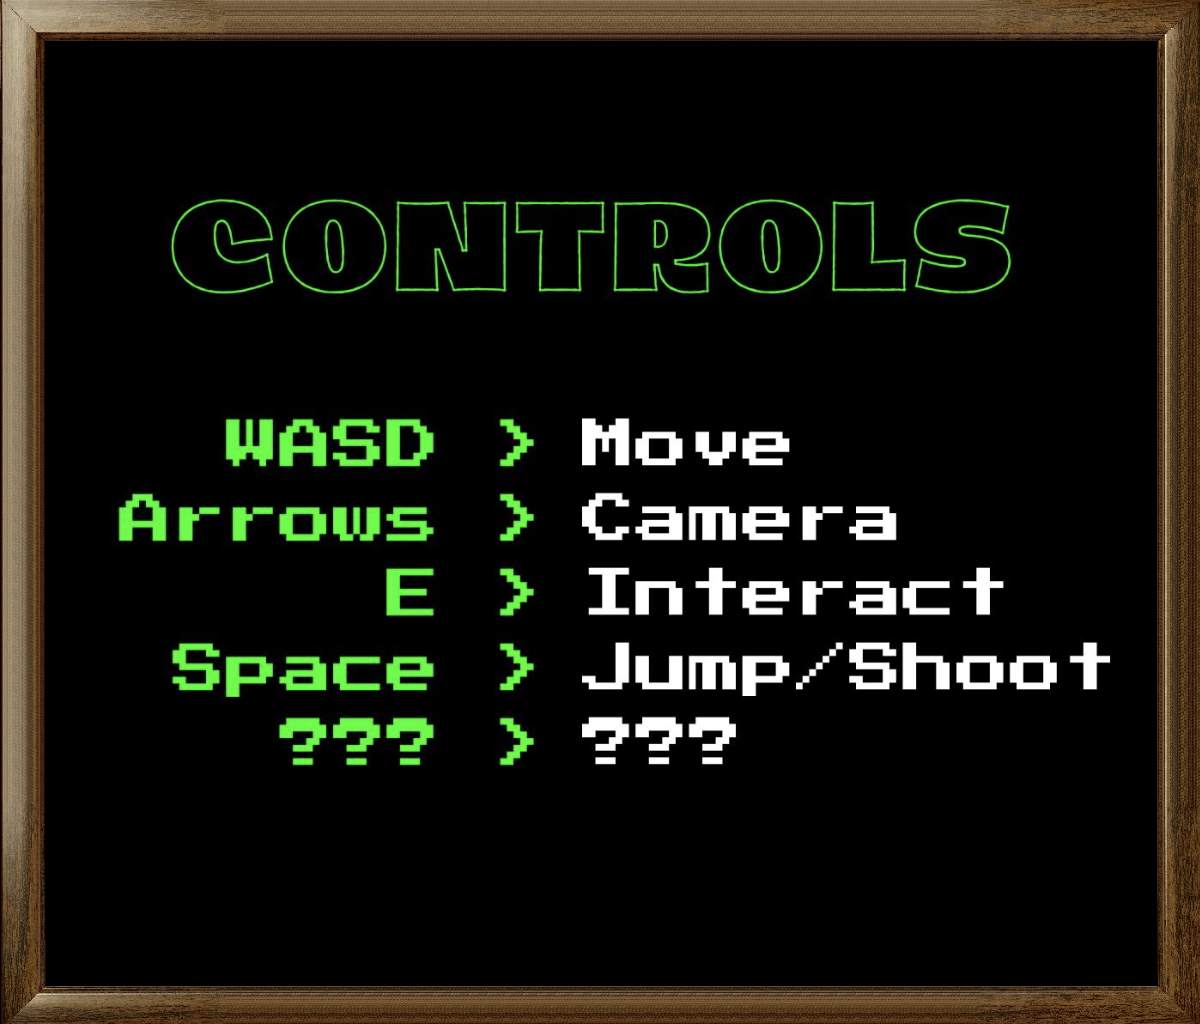 CONTROLS
WASD > Move
Arrows > Camera
E > Interact
Space > Jump/Shoot
??? > ???